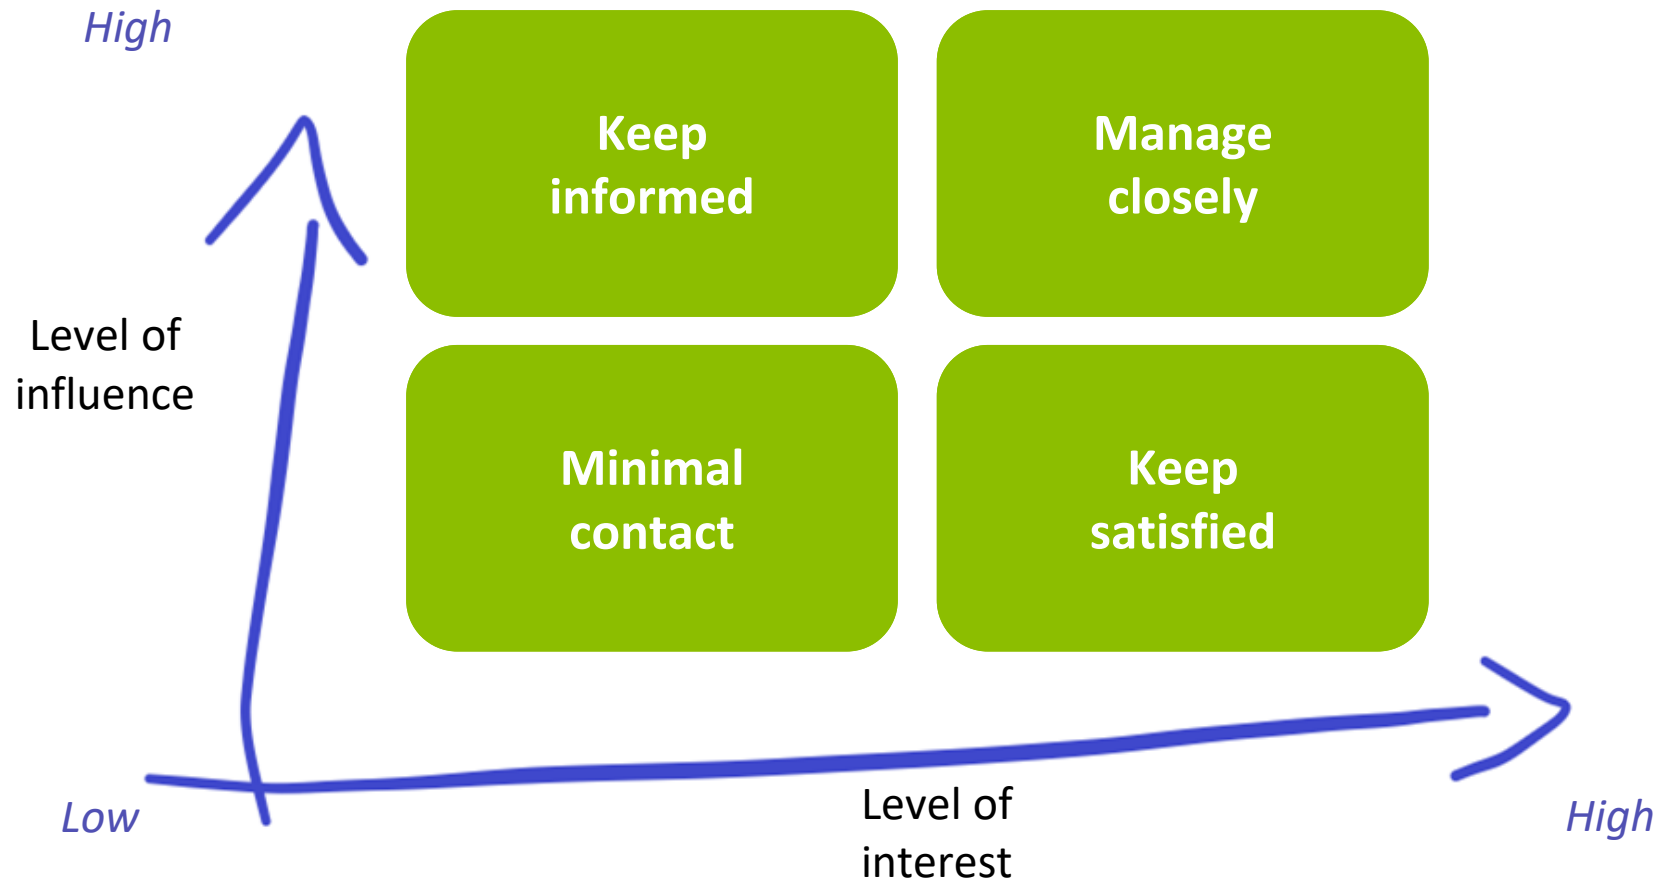 High
Keep
informed
Manage
closely
Level of
influence
Minimal
contact
Keep
satisfied
Low
Level of
interest
High